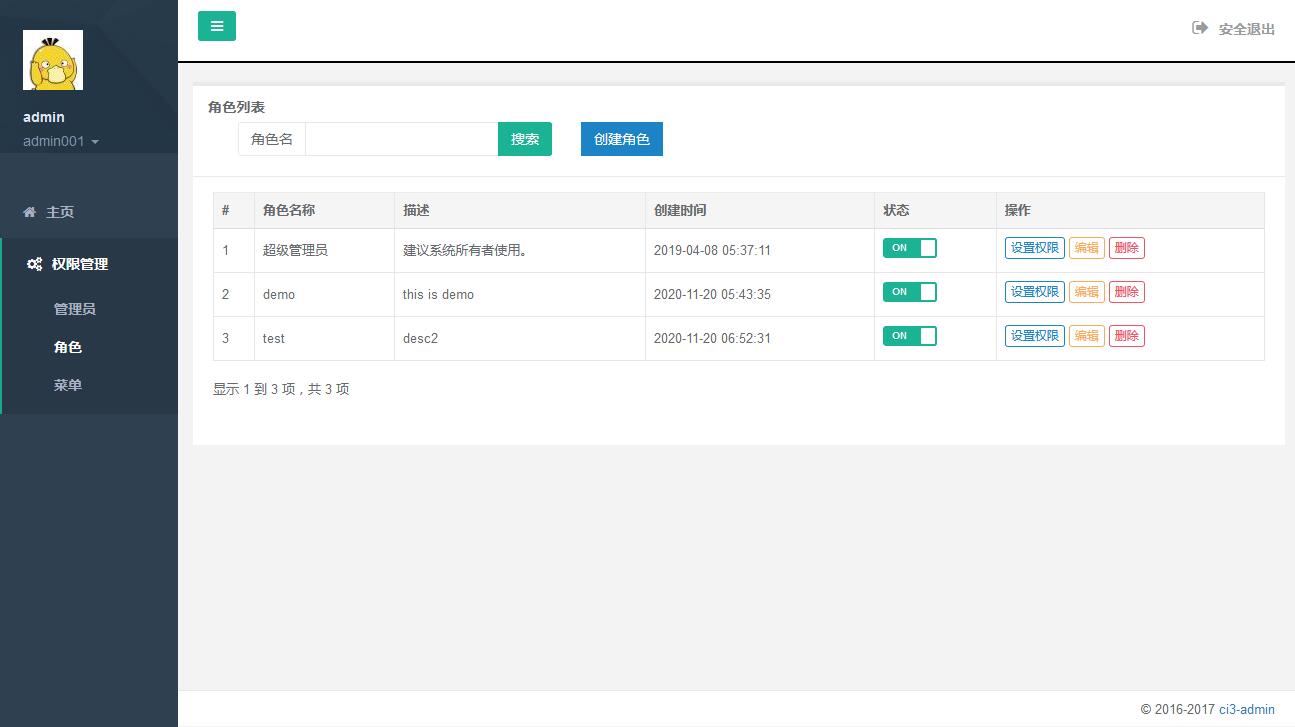 admin
admin001
主页
权限管理
管理员
角色
菜单
安全退出
角色列表
角色名 搜索 创建角色
# 角色名称 描述 创建时间 状态 操作
1 超级管理员 建议系统所有者使用。 2019-04-08 05:37:11 ON 设置权限 编辑 删除
2 demo this is demo 2020-11-20 05:43:35 ON 设置权限 编辑 删除
3 test desc2 2020-11-20 06:52:31 ON 设置权限 编辑 删除
显示 1 到 3 项，共 3 项
© 2016-2017 ci3-admin